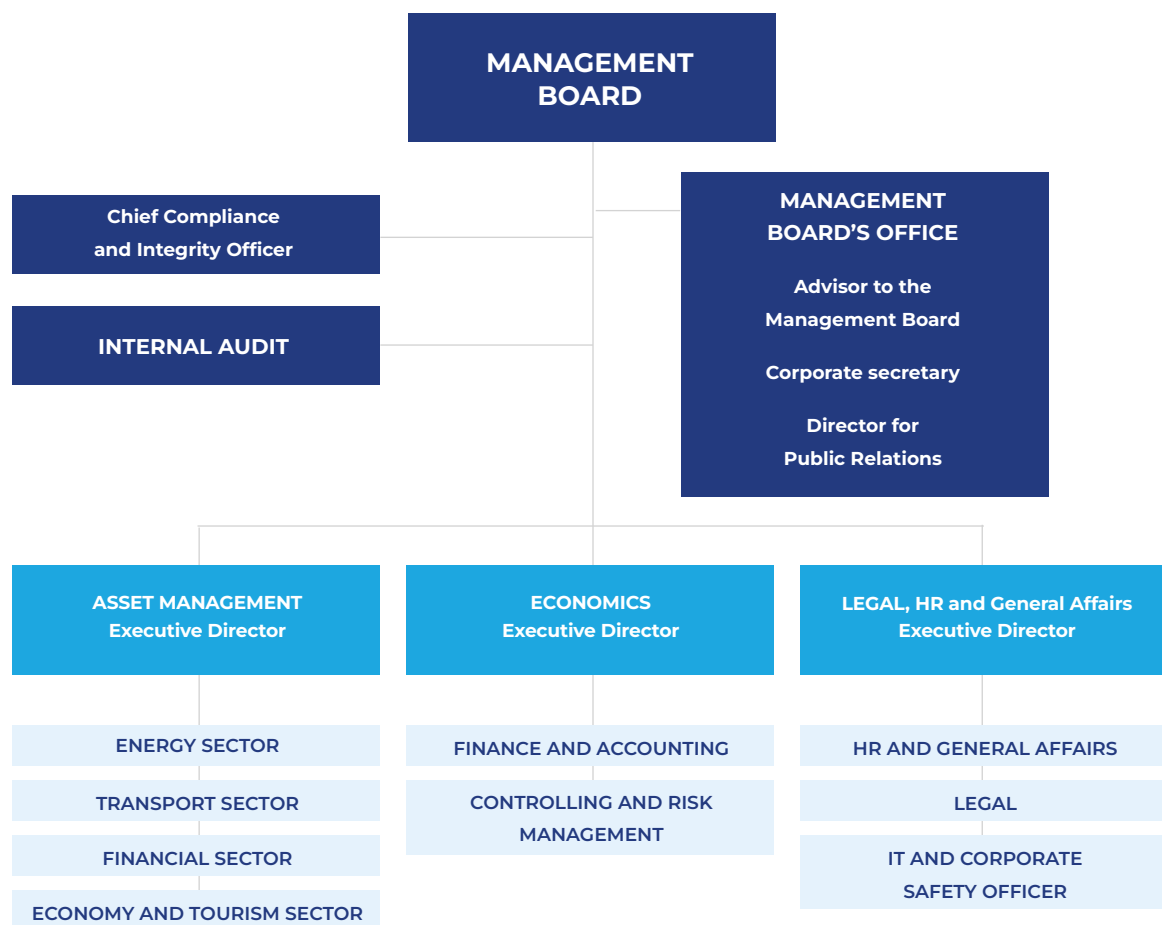 MANAGEMENT
BOARD
Chief Compliance
and Integrity Officer
INTERNAL AUDIT
MANAGEMENT
BOARD’S OFFICE
Advisor to the
Management Board
Corporate secretary
Director for
Public Relations
ASSET MANAGEMENT
Executive Director
ENERGY SECTOR
TRANSPORT SECTOR
FINANCIAL SECTOR
ECONOMY AND TOURISM SECTOR
ECONOMICS
Executive Director
FINANCE AND ACCOUNTING
CONTROLLING AND RISK
MANAGEMENT
LEGAL, HR and General Affairs
Executive Director
HR AND GENERAL AFFAIRS
LEGAL
IT AND CORPORATE
SAFETY OFFICER